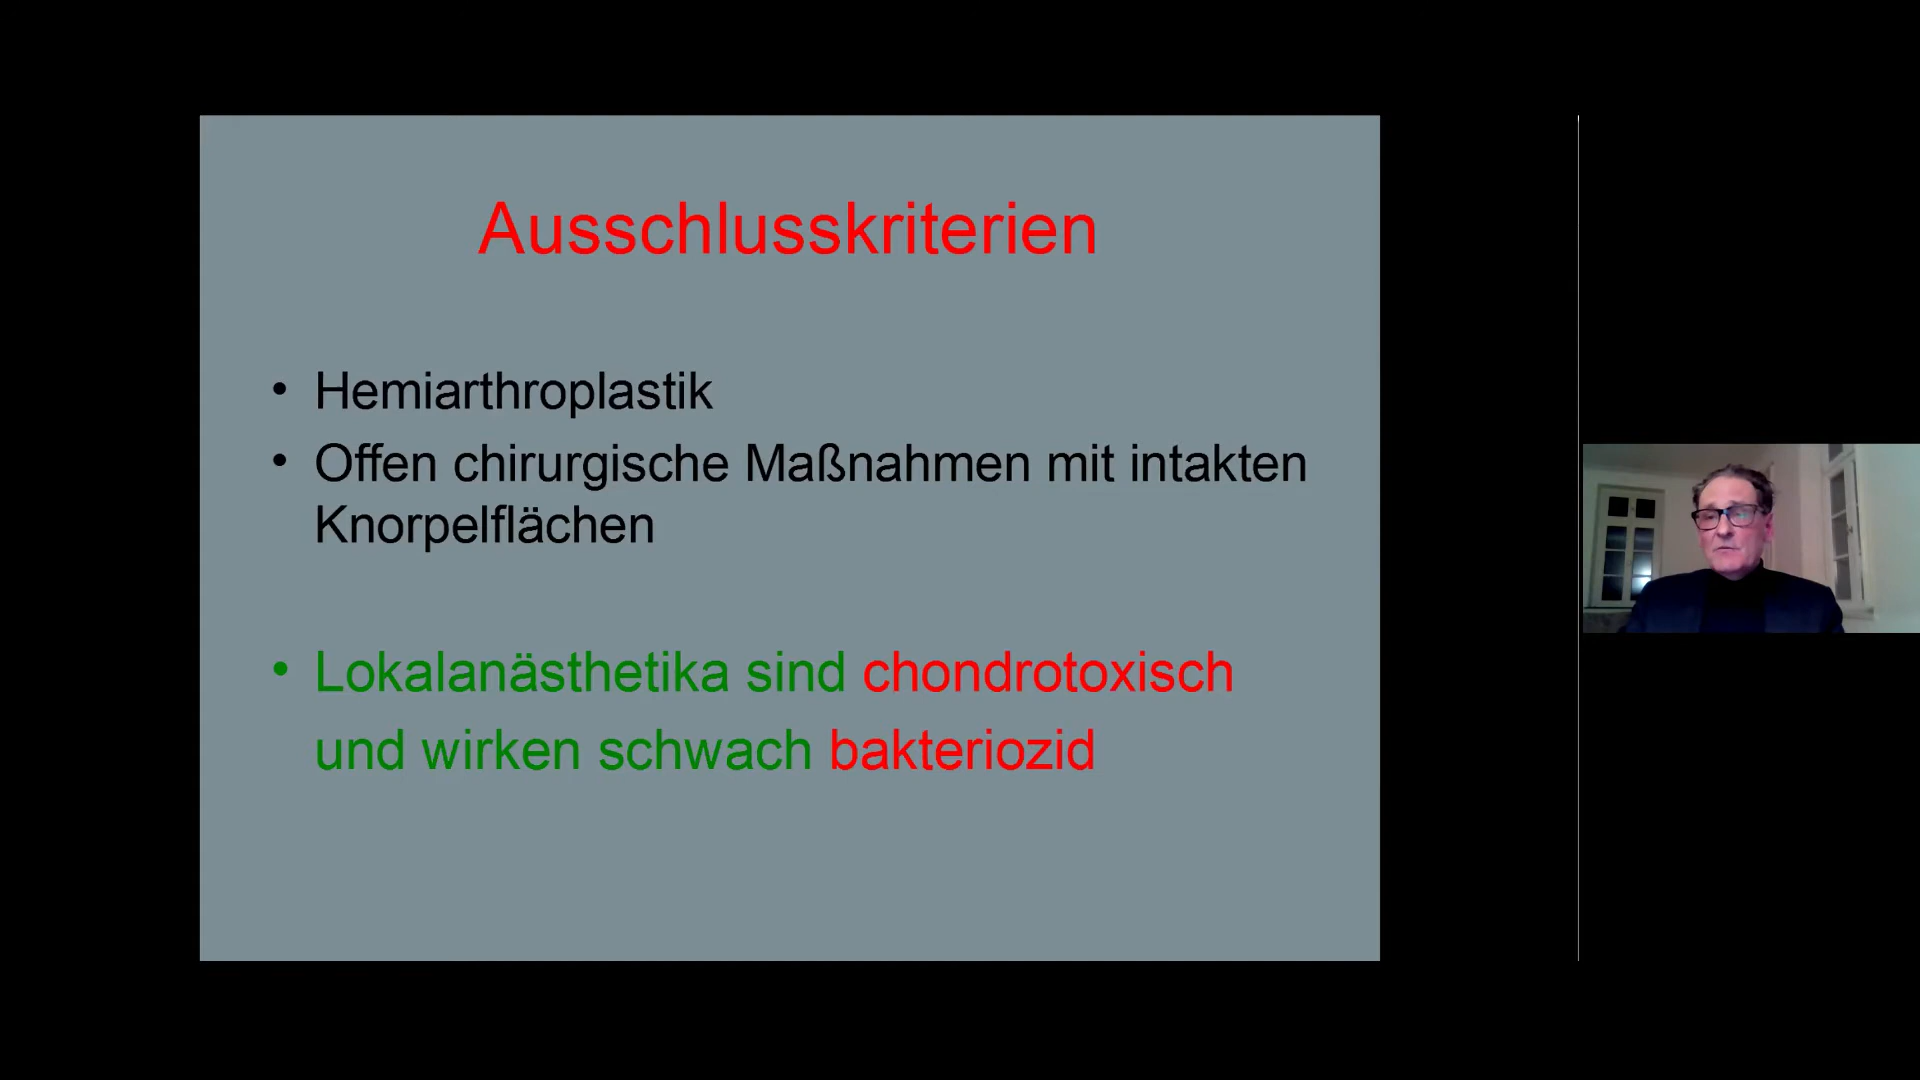 Ausschlusskriterien
• Hemiarthroplastik
• Offen chirurgische Maßnahmen mit intakten
Knorpelflächen
• Lokalanästhetika sind chondrotoxisch
und wirken schwach bakteriozid